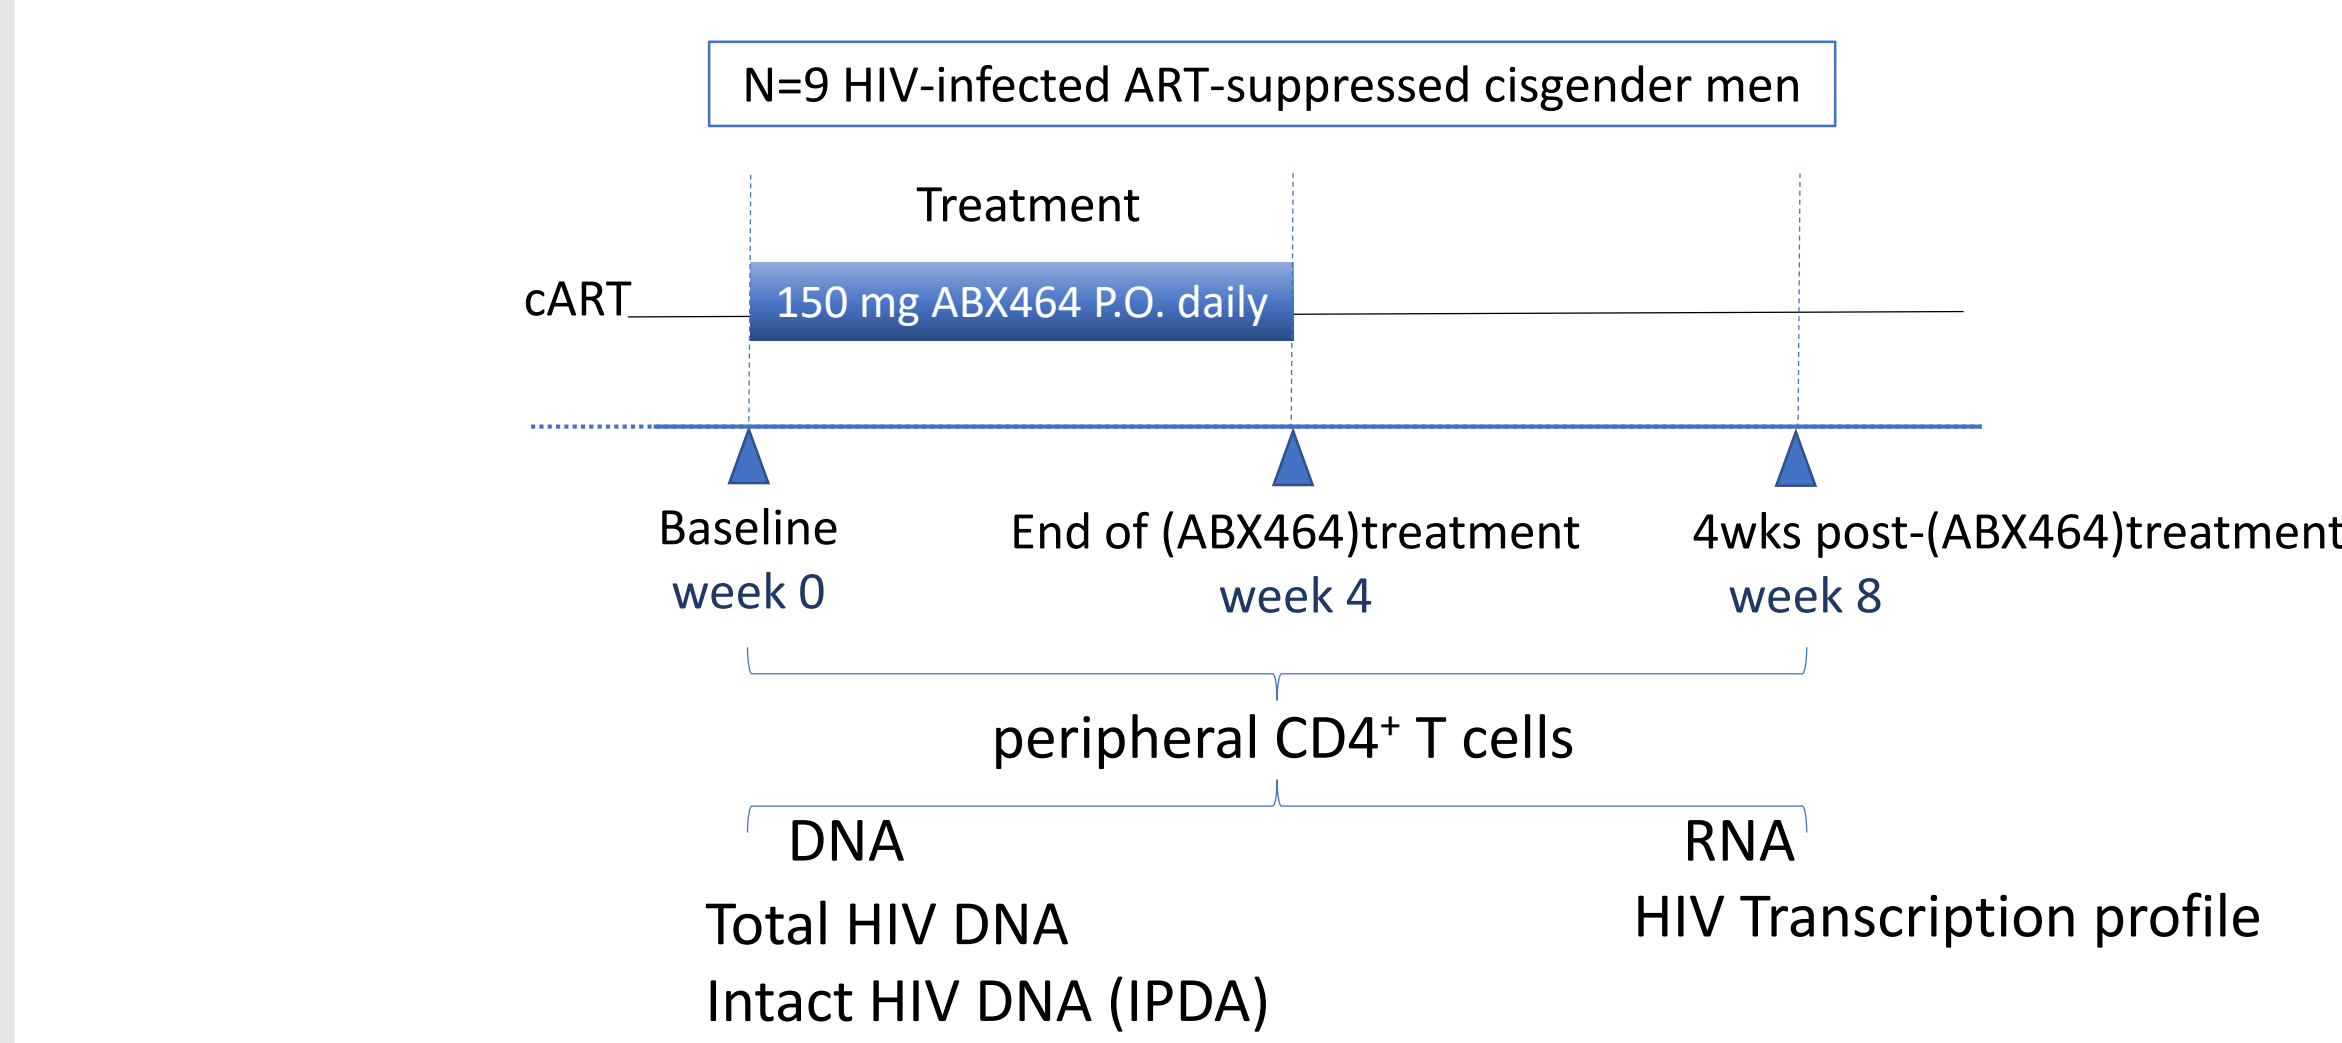 N=9 HIV-infected ART-suppressed cisgender men
Treatment
cART
150 mg ABX464 P.O. daily
Baseline
week 0
End of (ABX464)treatment
week 4
4wks post-(ABX464)treatment
week 8
peripheral CD4⁺ T cells
DNA
Total HIV DNA
Intact HIV DNA (IPDA)
RNA
HIV Transcription profile